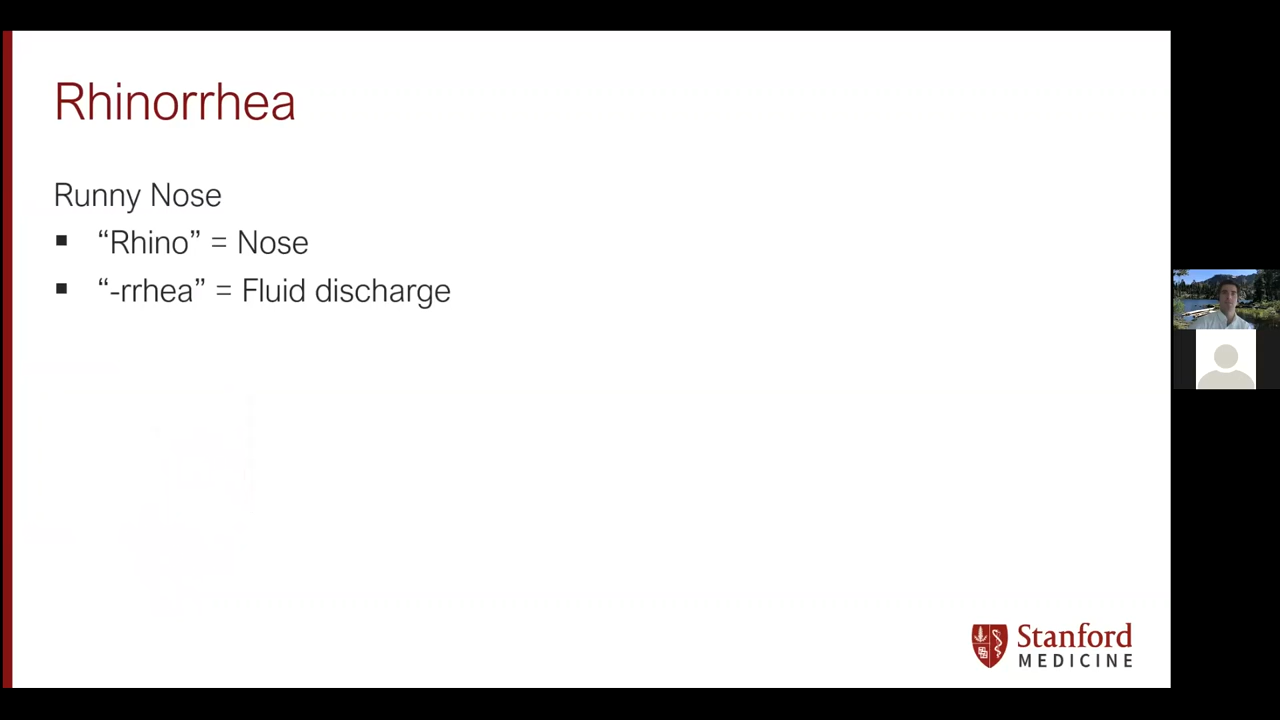 Rhinorrhea
Runny Nose
▪ “Rhino” = Nose
▪ “-rrhea” = Fluid discharge
Stanford
MEDICINE